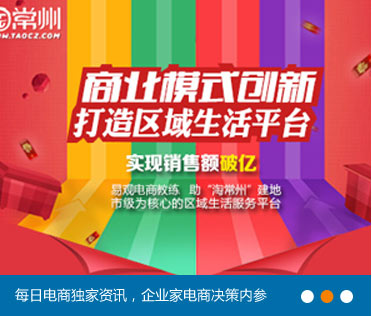 淘常州
WWW.TAOCZ.COM
商业模式创新
打造区域生活平台
实现销售额破亿
易观电商教练 助“淘常州”建地
市级为核心的区域生活服务平台
每日电商独家资讯，企业家电商决策内参